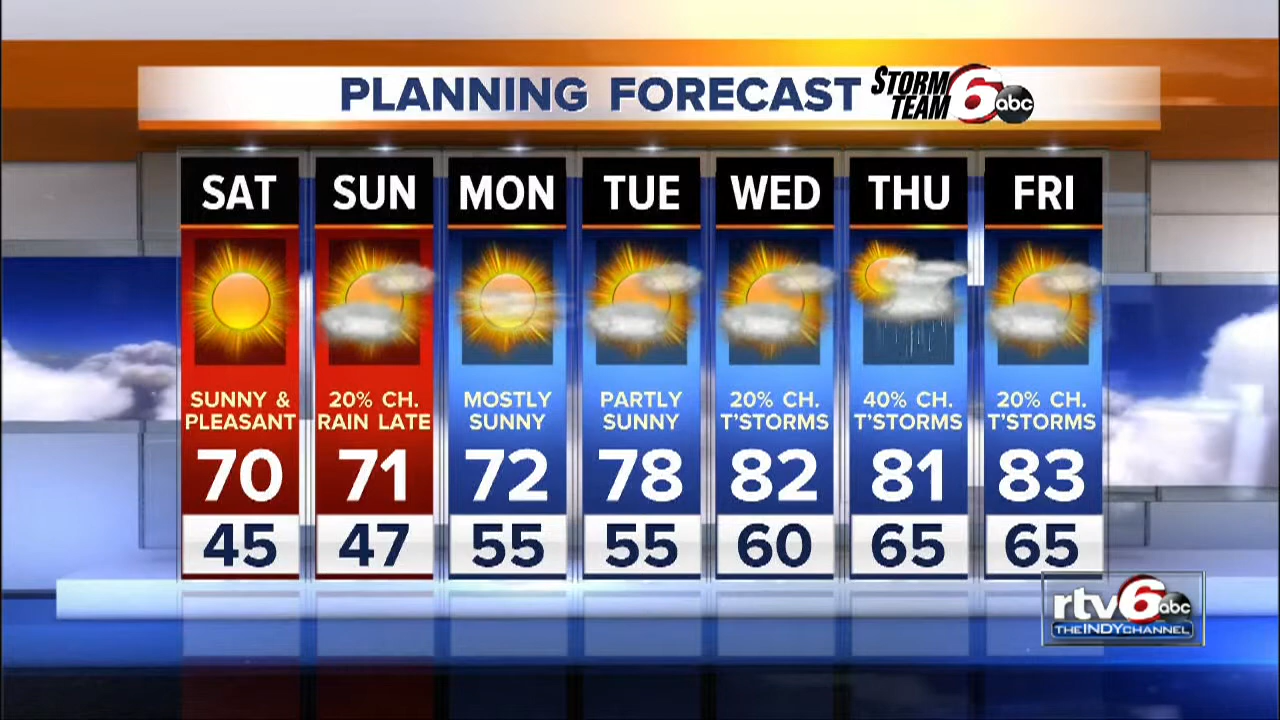 PLANNING FORECAST STORM TEAM 6 abc
SAT SUN MON TUE WED THU FRI
SUNNY & 20% CH. MOSTLY PARTLY 20% CH. 40% CH. 20% CH.
PLEASANT RAIN LATE SUNNY SUNNY T'STORMS T'STORMS T'STORMS
70 71 72 78 82 81 83
45 47 55 55 60 65 65
rtv6 abc
THE INDY CHANNEL